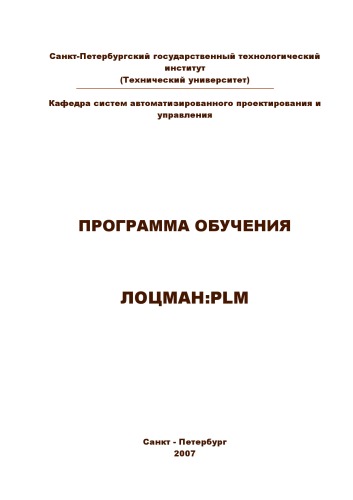 Санкт-Петербургский государственный технологический
институт
(Технический университет)
Кафедра систем автоматизированного проектирования и
управления
ПРОГРАММА ОБУЧЕНИЯ
ЛОЦМАН:PLM
Санкт - Петербург
2007